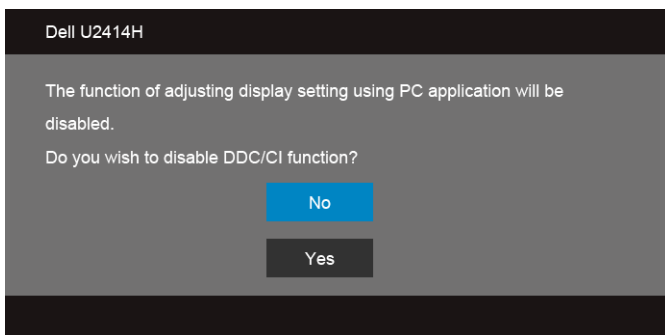 Dell U2414H
The function of adjusting display setting using PC application will be
disabled.
Do you wish to disable DDC/CI function?
No
Yes